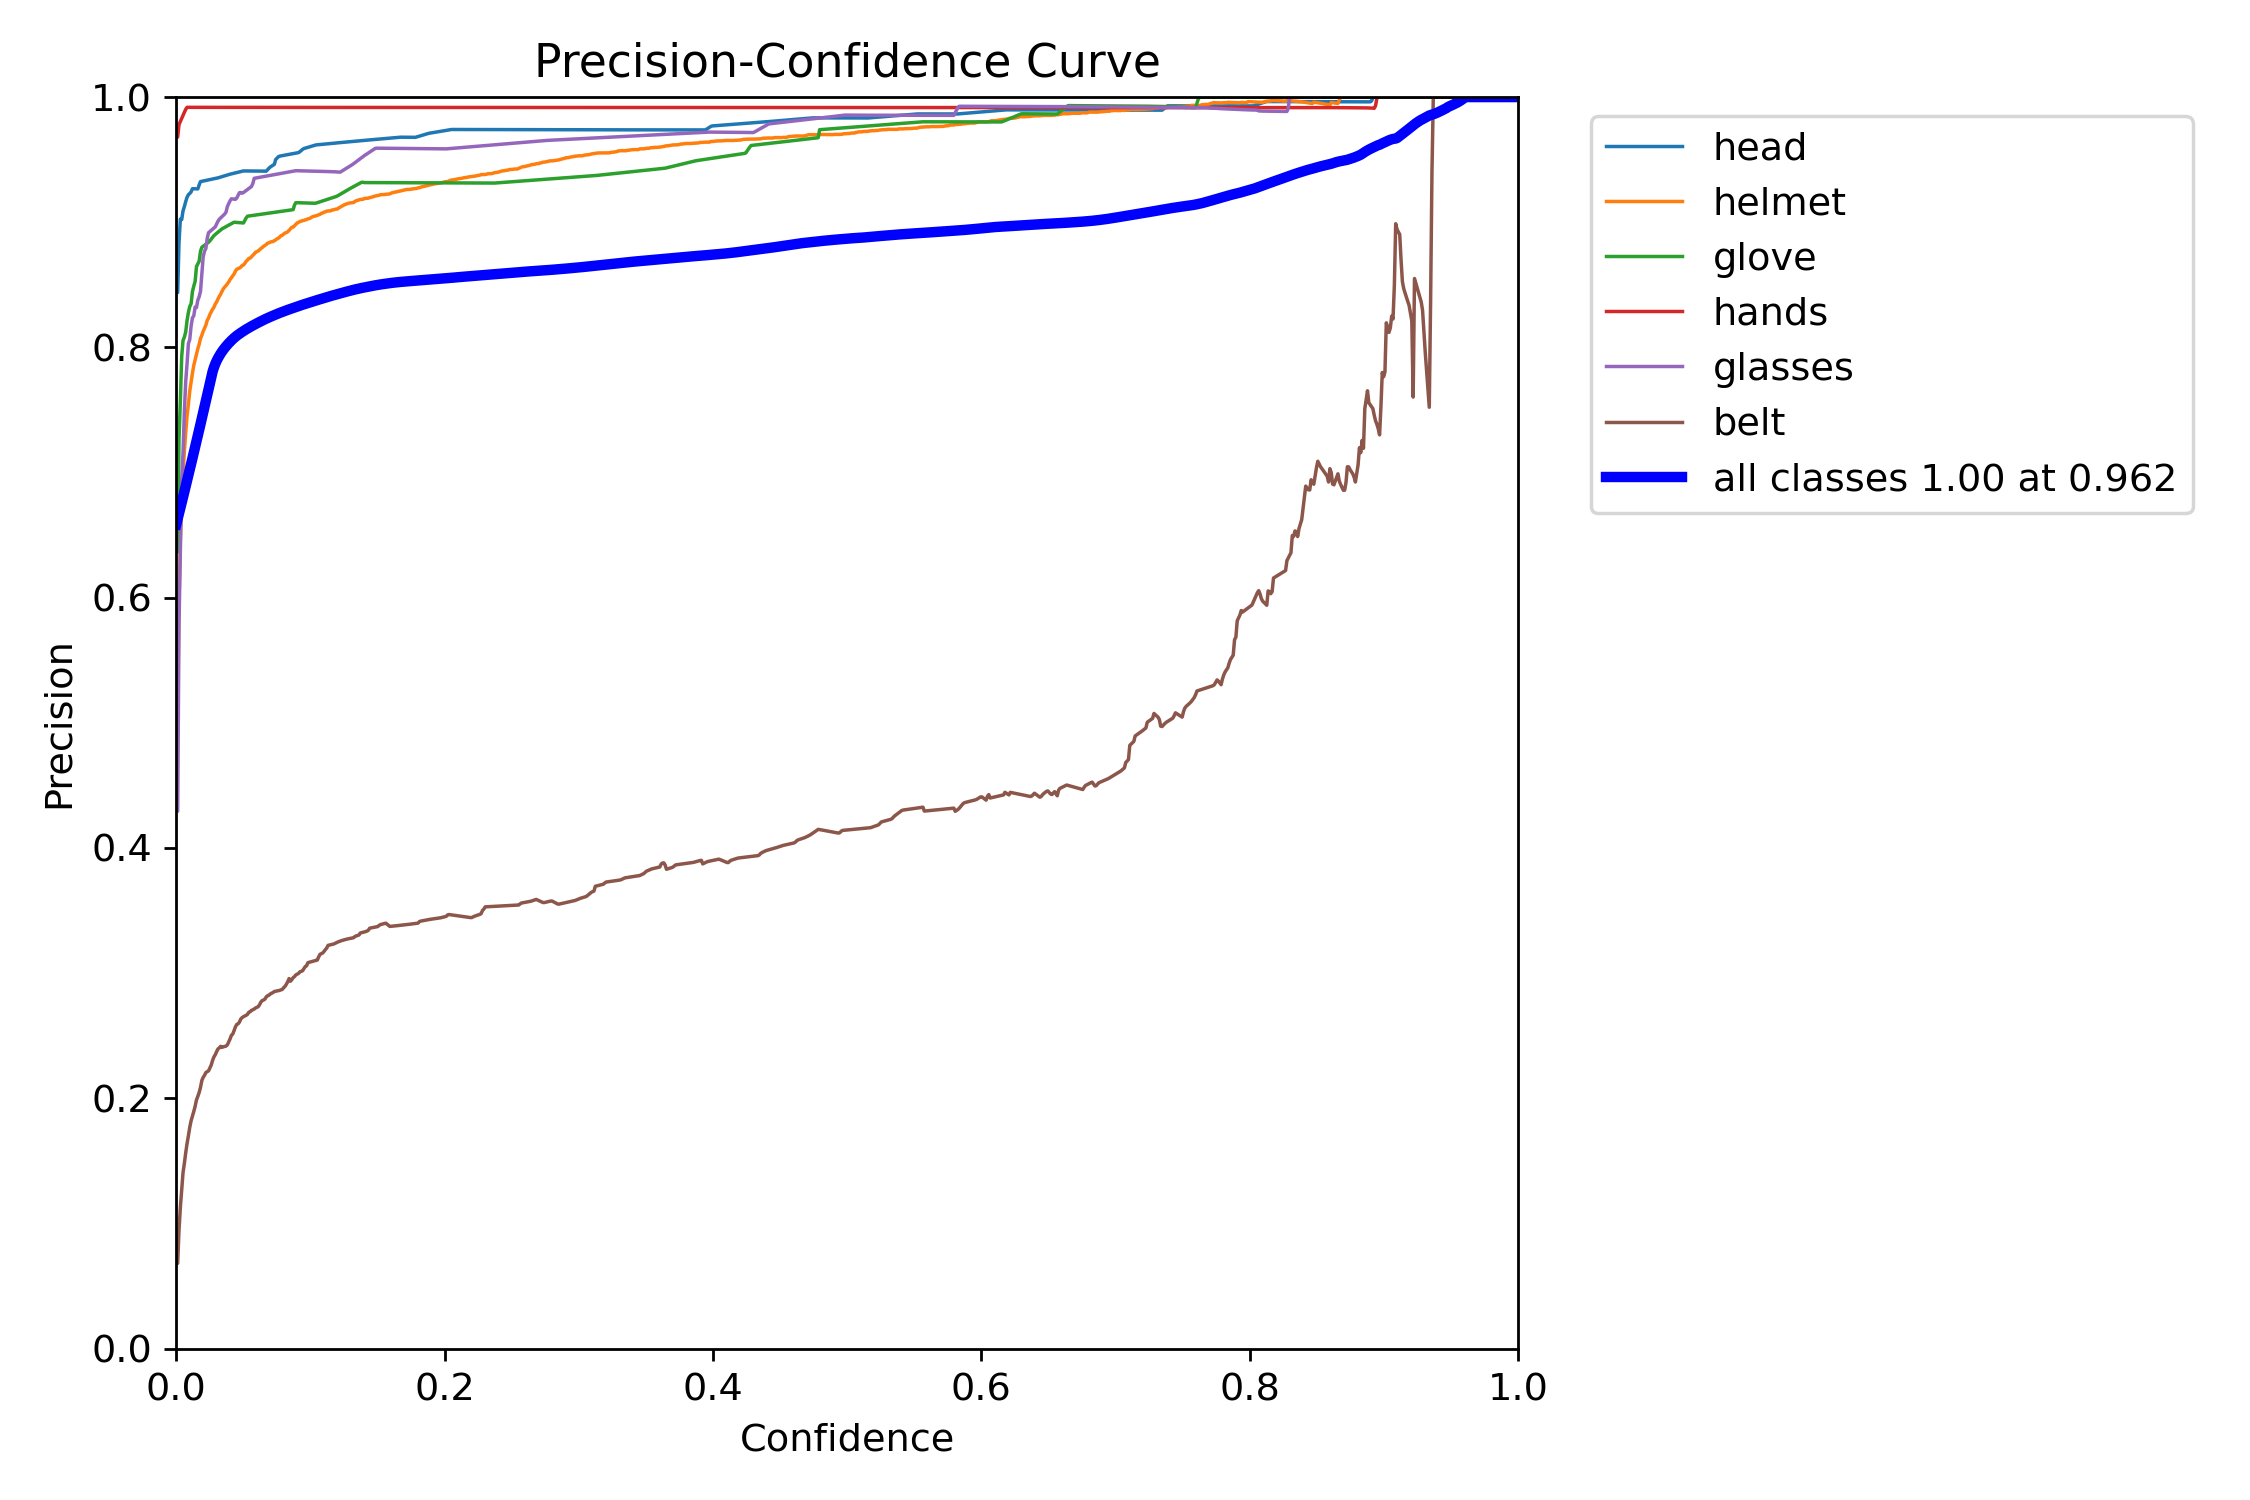 Precision-Confidence Curve
1.0
0.8
0.6
0.4
0.2
0.0
Precision
0.0 0.2 0.4 0.6 0.8 1.0
Confidence
head
helmet
glove
hands
glasses
belt
all classes 1.00 at 0.962